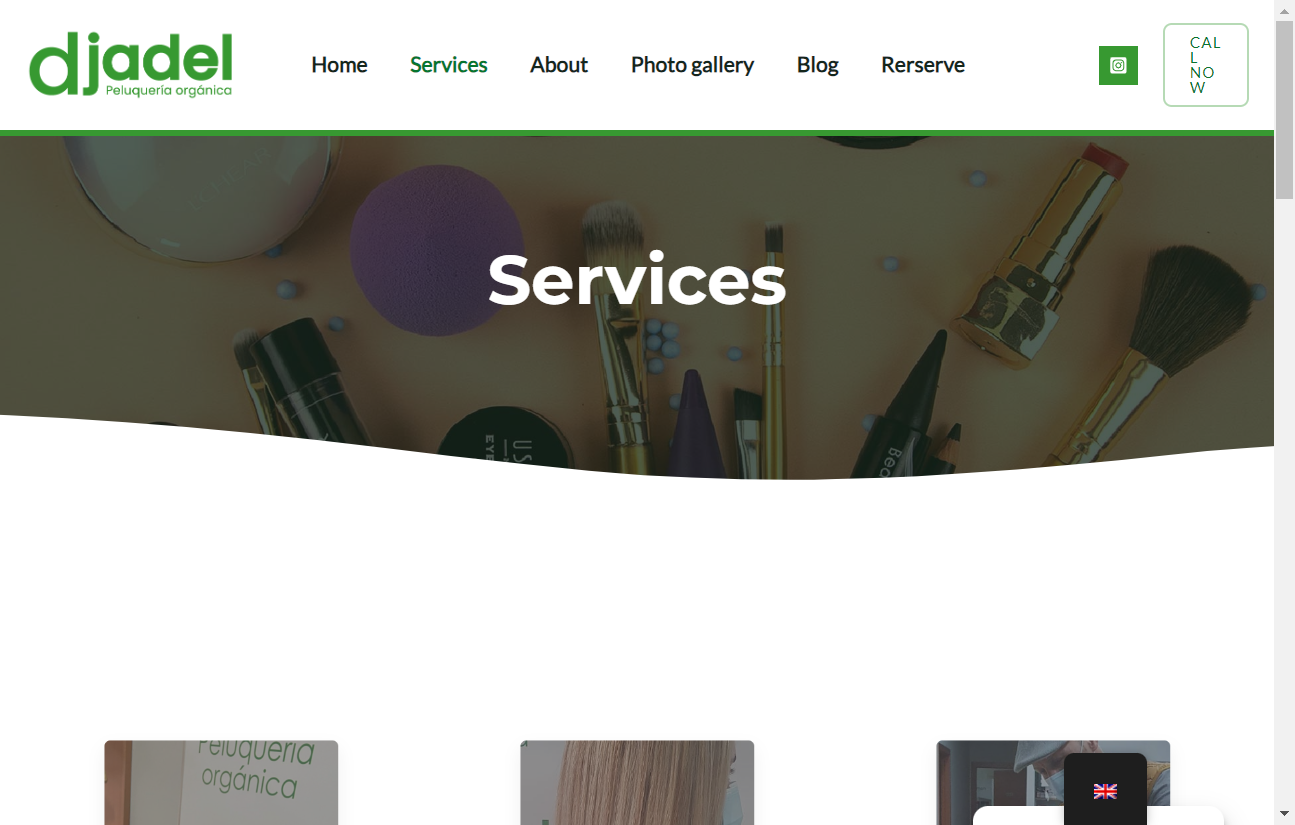 djadel
Peluquería orgánica
Home Services About Photo gallery Blog Rerserve
CAL
L
NO
W
Services
Peluquería
orgánica